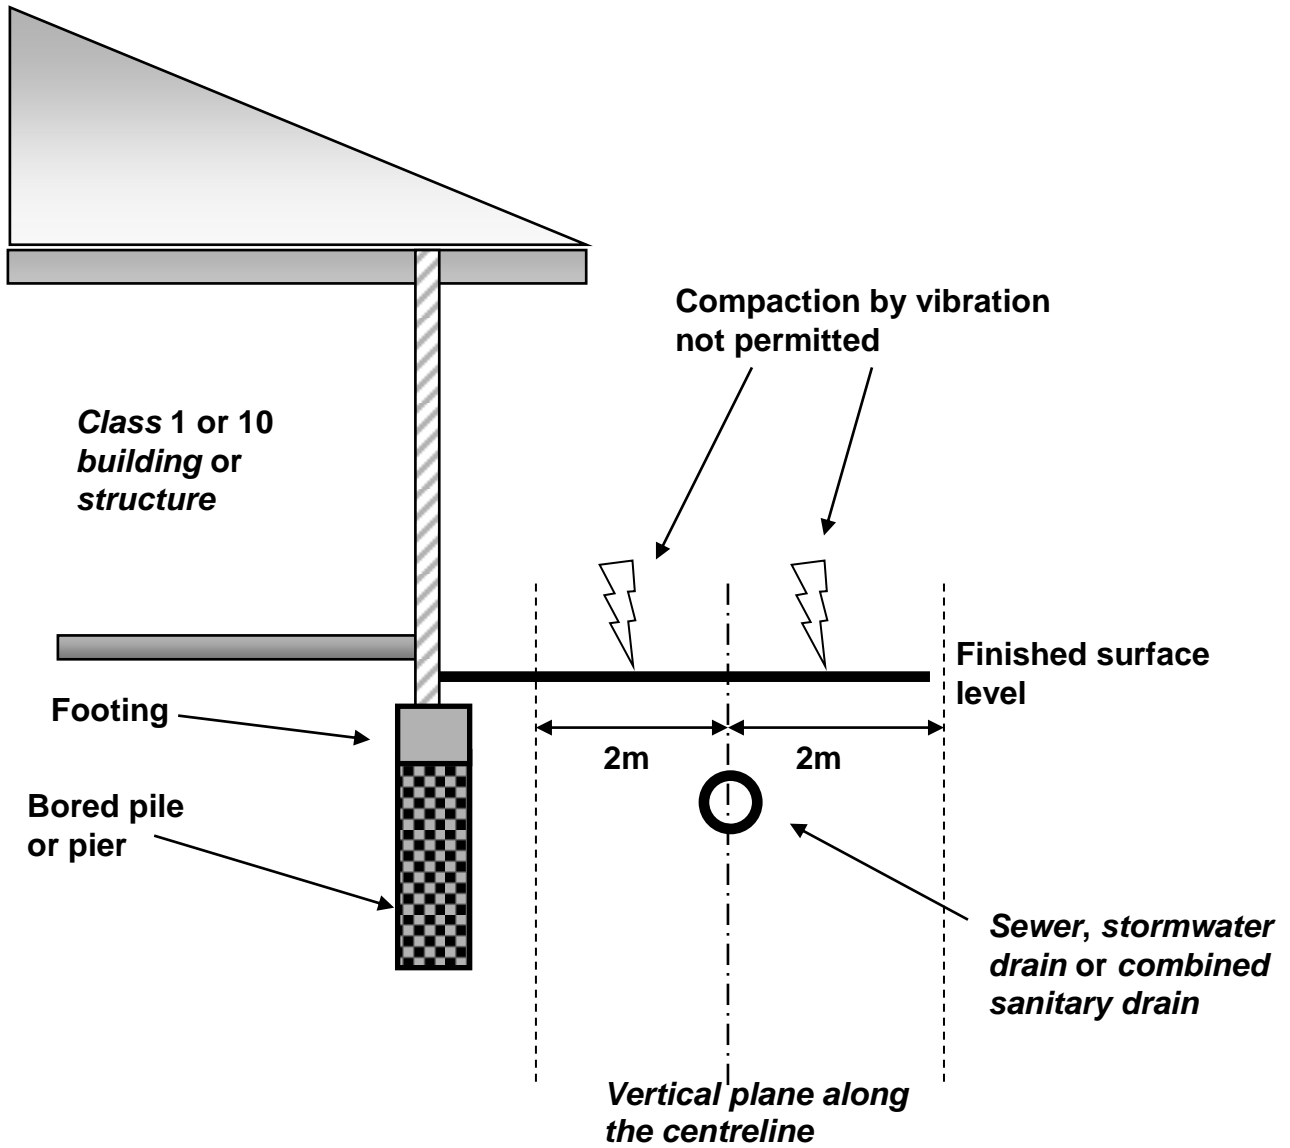 Compaction by vibration
not permitted
Class 1 or 10
building or
structure
Finished surface
level
Footing
2m
2m
Bored pile
or pier
Sewer, stormwater
drain or combined
sanitary drain
Vertical plane along
the centreline